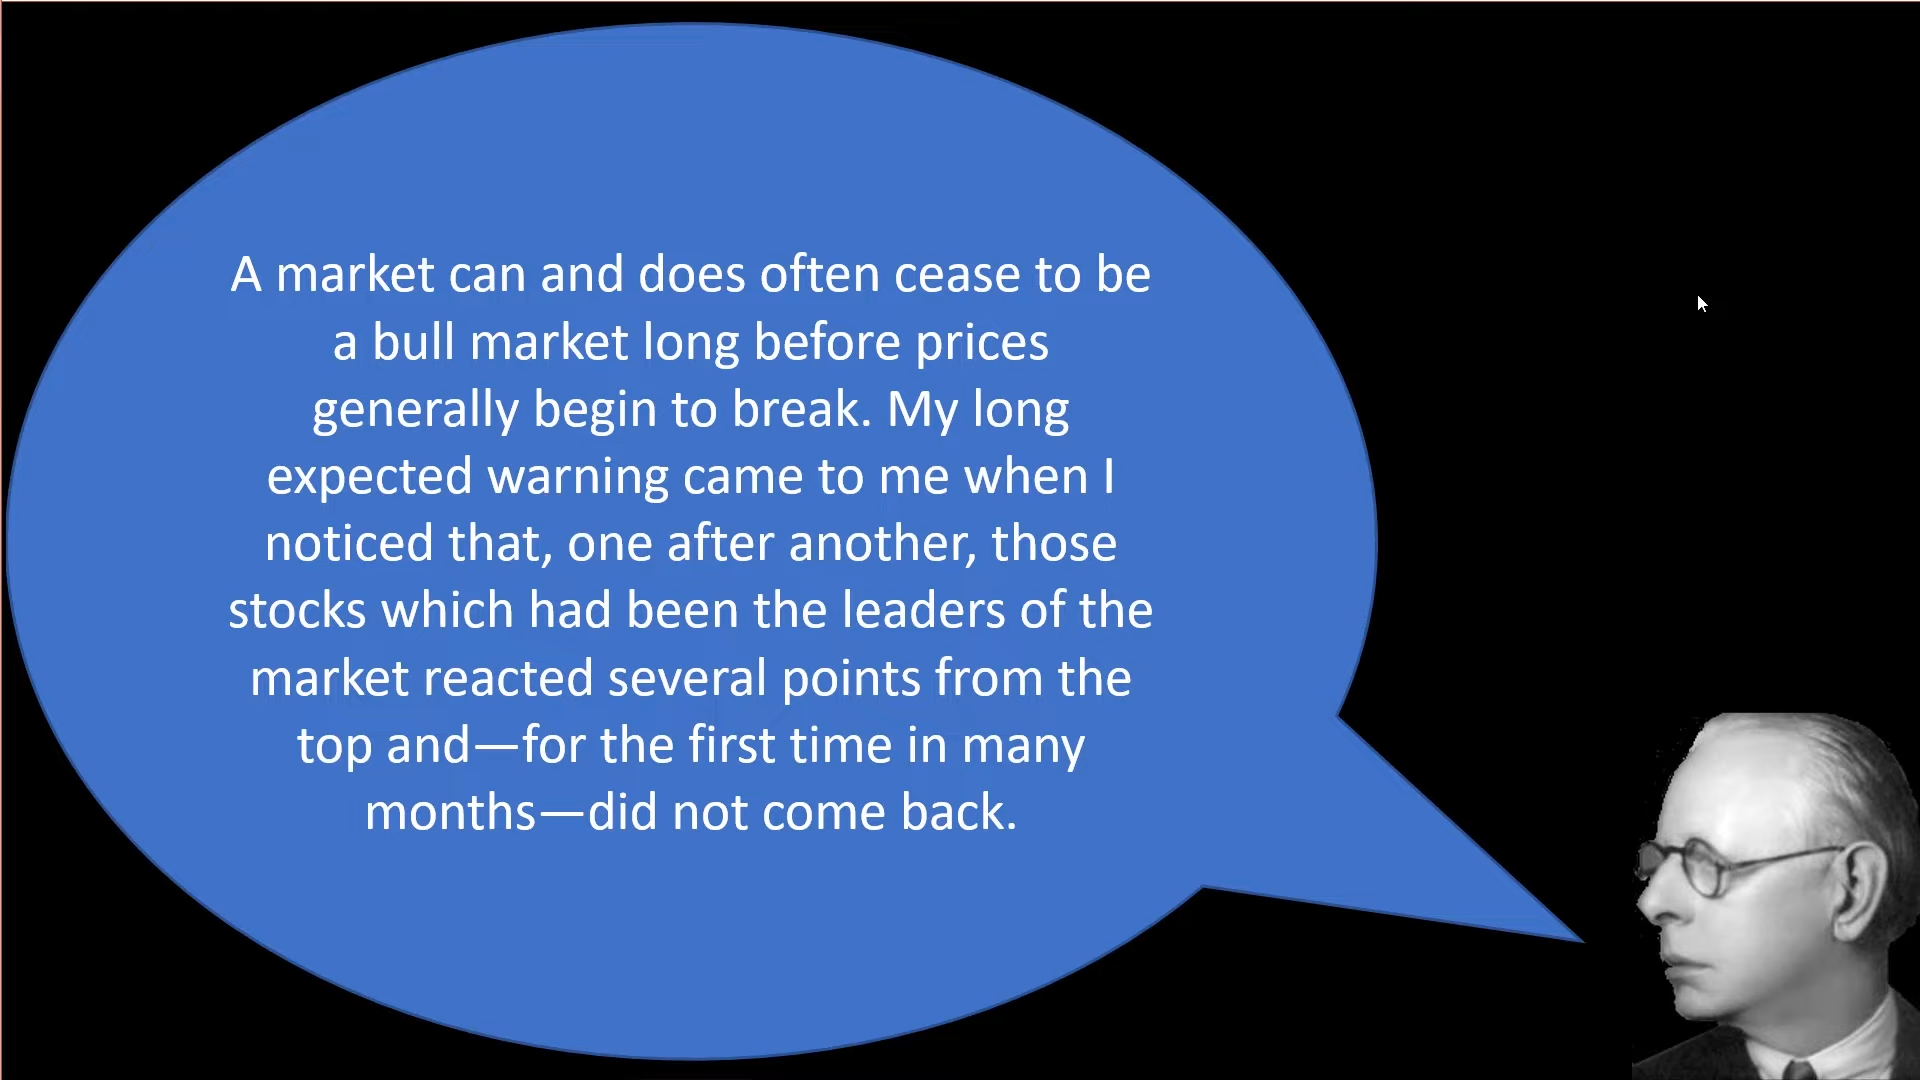 A market can and does often cease to be
a bull market long before prices
generally begin to break. My long
expected warning came to me when I
noticed that, one after another, those
stocks which had been the leaders of the
market reacted several points from the
top and—for the first time in many
months—did not come back.